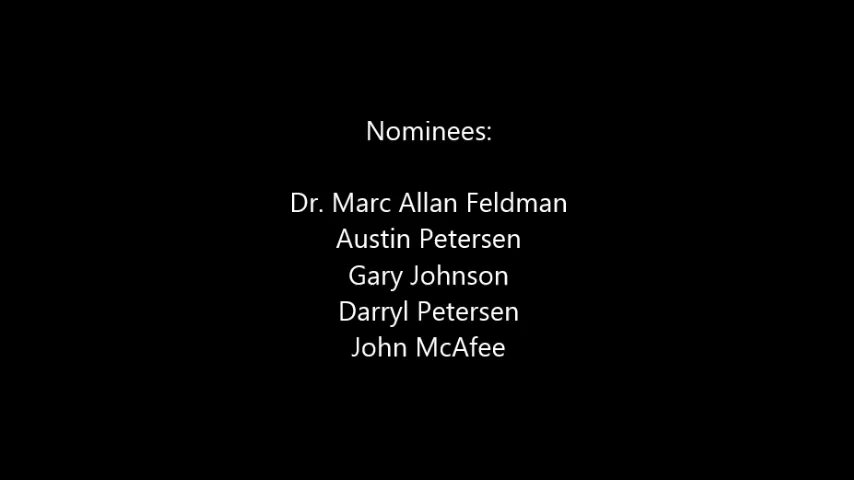 Nominees:
Dr. Marc Allan Feldman
Austin Petersen
Gary Johnson
Darryl Petersen
John McAfee